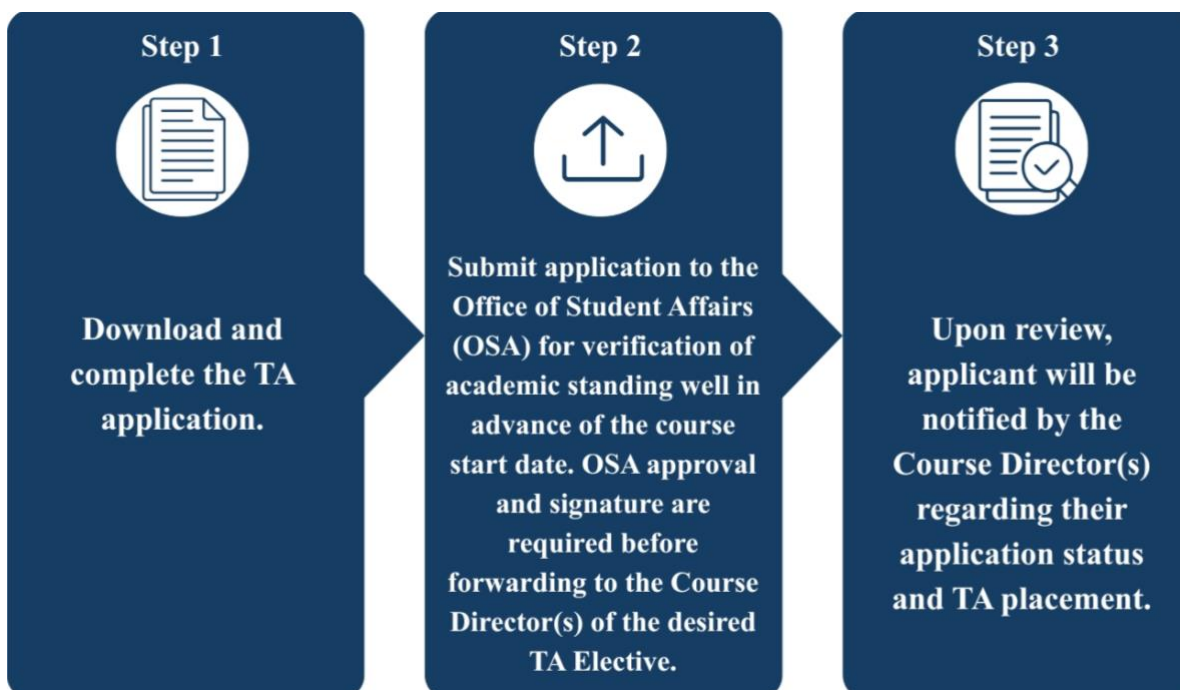 Step 1
Download and
complete the TA
application.
Step 2
Submit application to the
Office of Student Affairs
(OSA) for verification of
academic standing well in
advance of the course
start date. OSA approval
and signature are
required before
forwarding to the Course
Director(s) of the desired
TA Elective.
Step 3
Upon review,
applicant will be
notified by the
Course Director(s)
regarding their
application status
and TA placement.